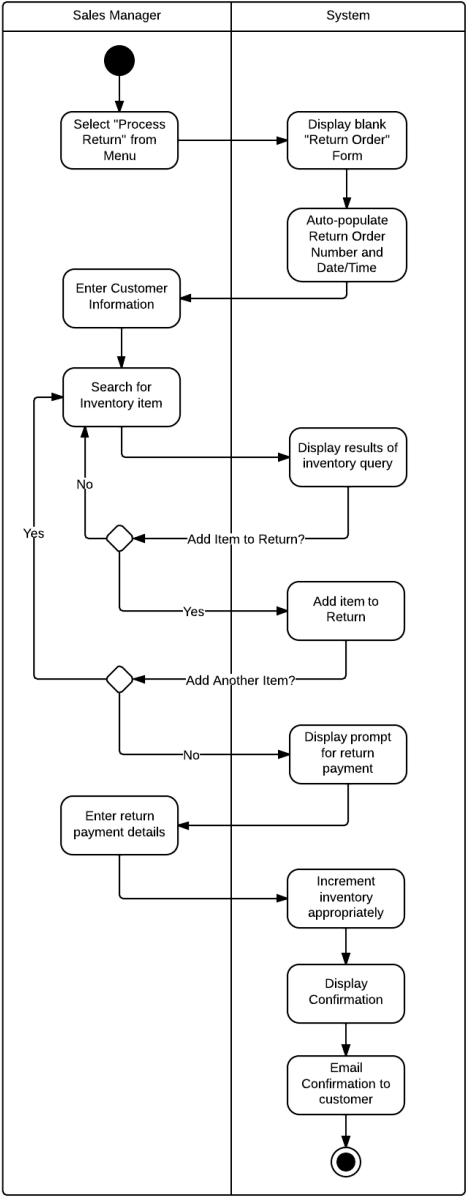 Sales Manager
System
Select "Process
Return" from
Menu
Display blank
"Return Order"
Form
Auto-populate
Return Order
Number and
Date/Time
Enter Customer
Information
Search for
Inventory item
Display results of
inventory query
No
Yes
Add Item to Return?
Yes
Add item to
Return
Add Another Item?
No
Display prompt
for return
payment
Enter return
payment details
Increment
inventory
appropriately
Display
Confirmation
Email
Confirmation to
customer